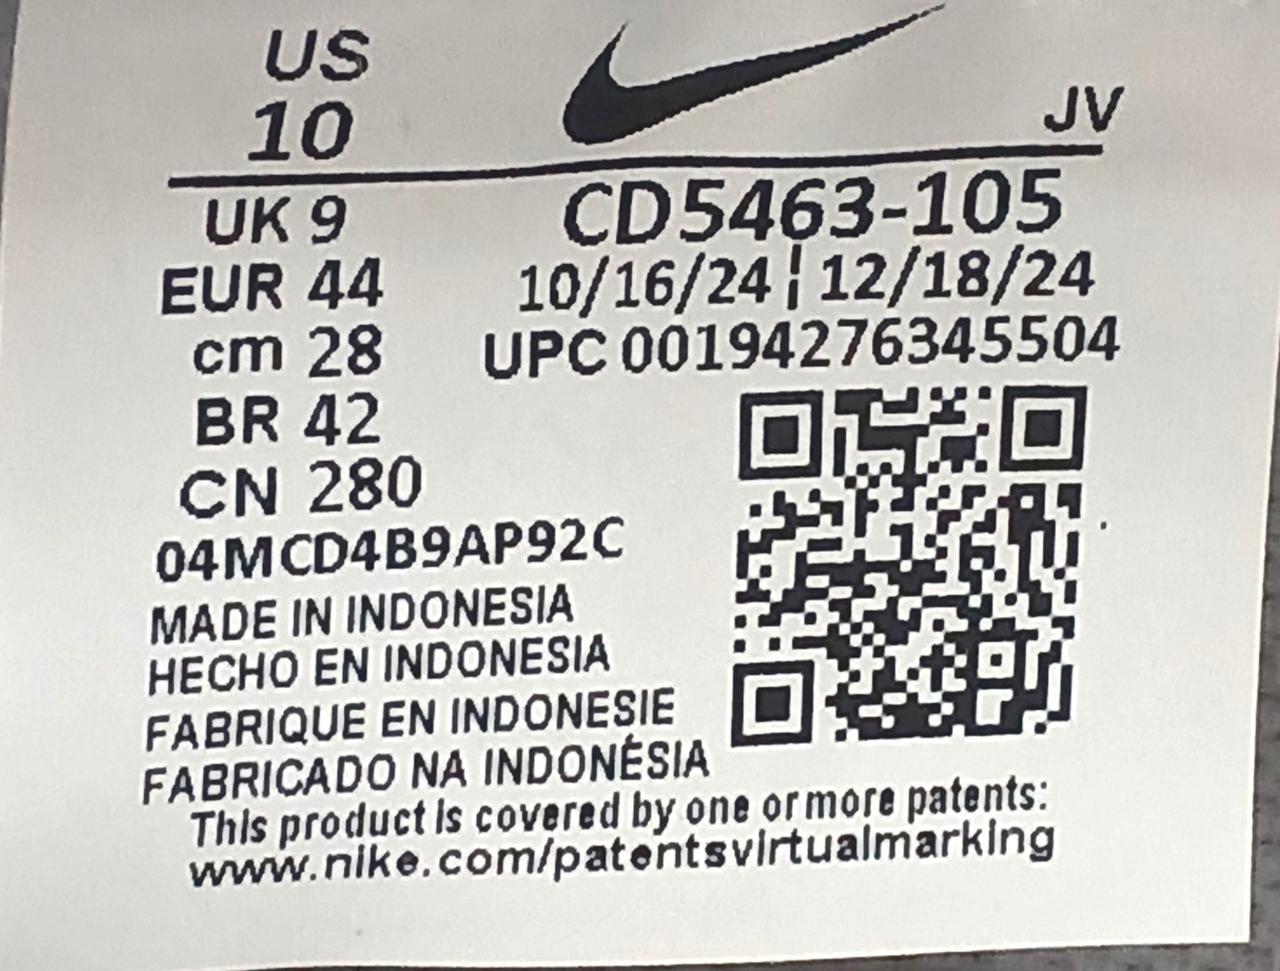 US
10
JV
UK 9
CD5463-105
EUR 44
10/16/24 ¦ 12/18/24
cm 28
UPC 00194276345504
BR 42
CN 280
04MCD4B9AP92C
MADE IN INDONESIA
HECHO EN INDONESIA
FABRIQUE EN INDONESIE
FABRICADO NA INDONÉSIA
This product is covered by one or more patents:
www.nike.com/patentsvirtualmarking